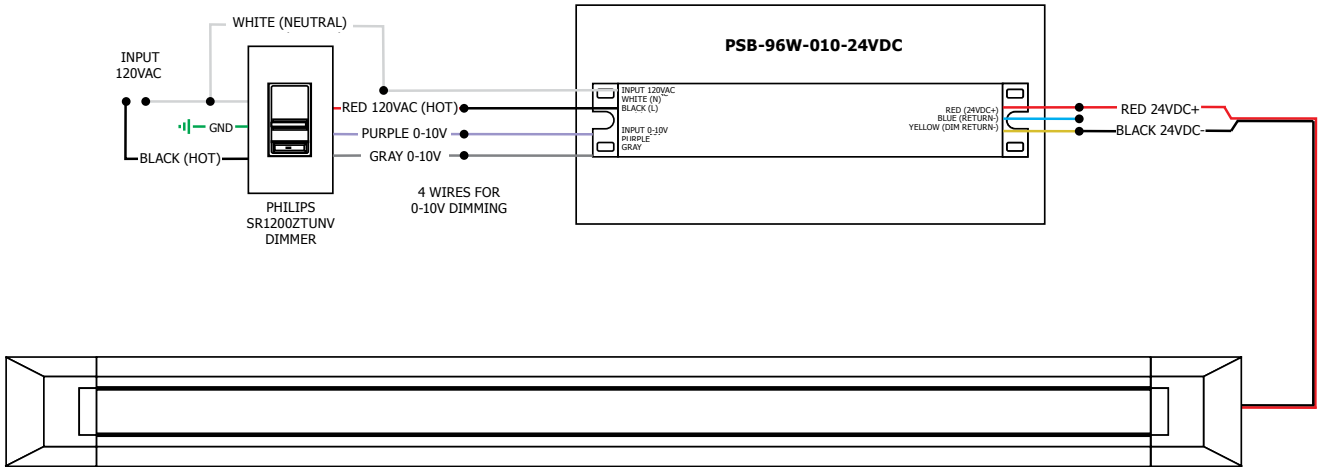 WHITE (NEUTRAL)
INPUT
120VAC
GND
BLACK (HOT)
PHILIPS
SR1200ZTUNV
DIMMER
RED 120VAC (HOT)
PURPLE 0-10V
GRAY 0-10V
4 WIRES FOR
0-10V DIMMING
PSB-96W-010-24VDC
INPUT 120VAC
WHITE (N)
BLACK (L)
INPUT 0-10V
PURPLE
GRAY
RED (24VDC+)
BLUE (RETURN-)
YELLOW (DIM RETURN-)
RED 24VDC+
BLACK 24VDC-